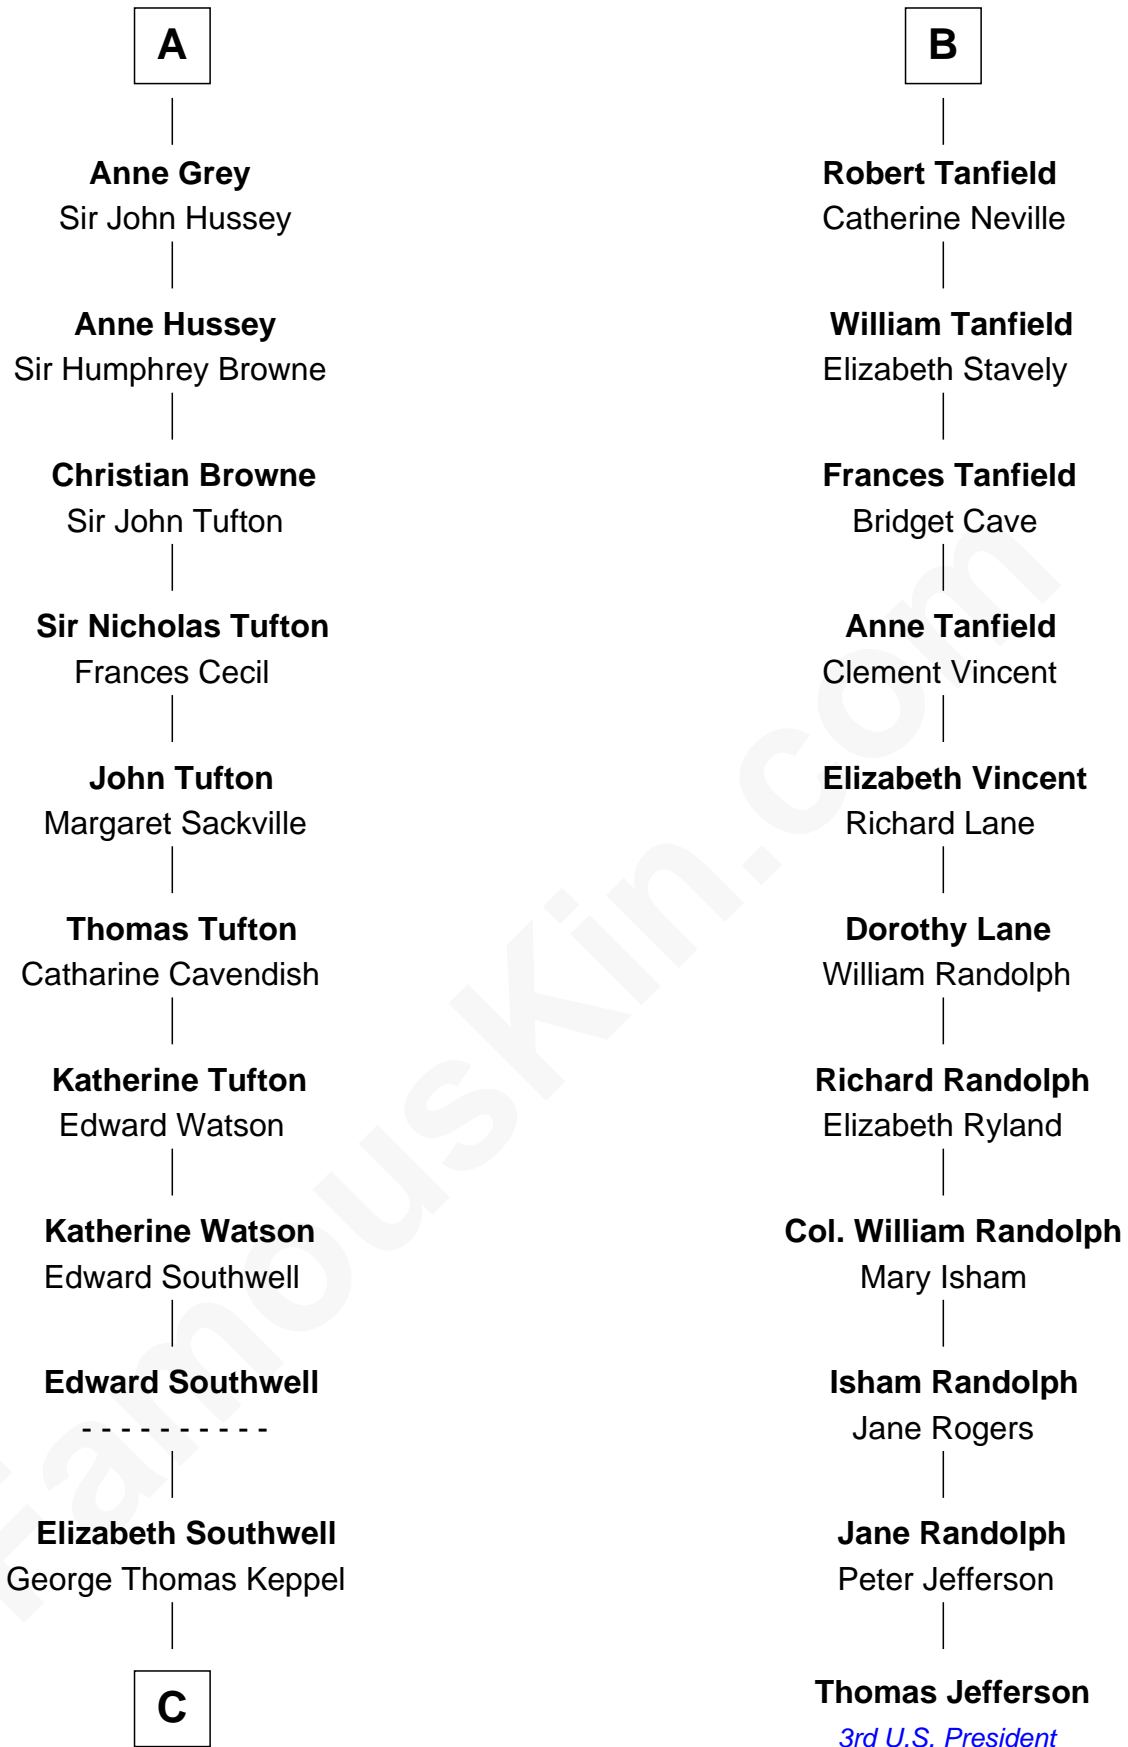 A
Anne Grey
Sir John Hussey
Anne Hussey
Sir Humphrey Browne
Christian Browne
Sir John Tufton
Sir Nicholas Tufton
Frances Cecil
John Tufton
Margaret Sackville
Thomas Tufton
Catharine Cavendish
Katherine Tufton
Edward Watson
Katherine Watson
Edward Southwell
Edward Southwell
- - - - - - - - - -
Elizabeth Southwell
George Thomas Keppel
C
B
Robert Tanfield
Catherine Neville
William Tanfield
Elizabeth Stavely
Frances Tanfield
Bridget Cave
Anne Tanfield
Clement Vincent
Elizabeth Vincent
Richard Lane
Dorothy Lane
William Randolph
Richard Randolph
Elizabeth Ryland
Col. William Randolph
Mary Isham
Isham Randolph
Jane Rogers
Jane Randolph
Peter Jefferson
Thomas Jefferson
3rd U.S. President
FamousKin.com